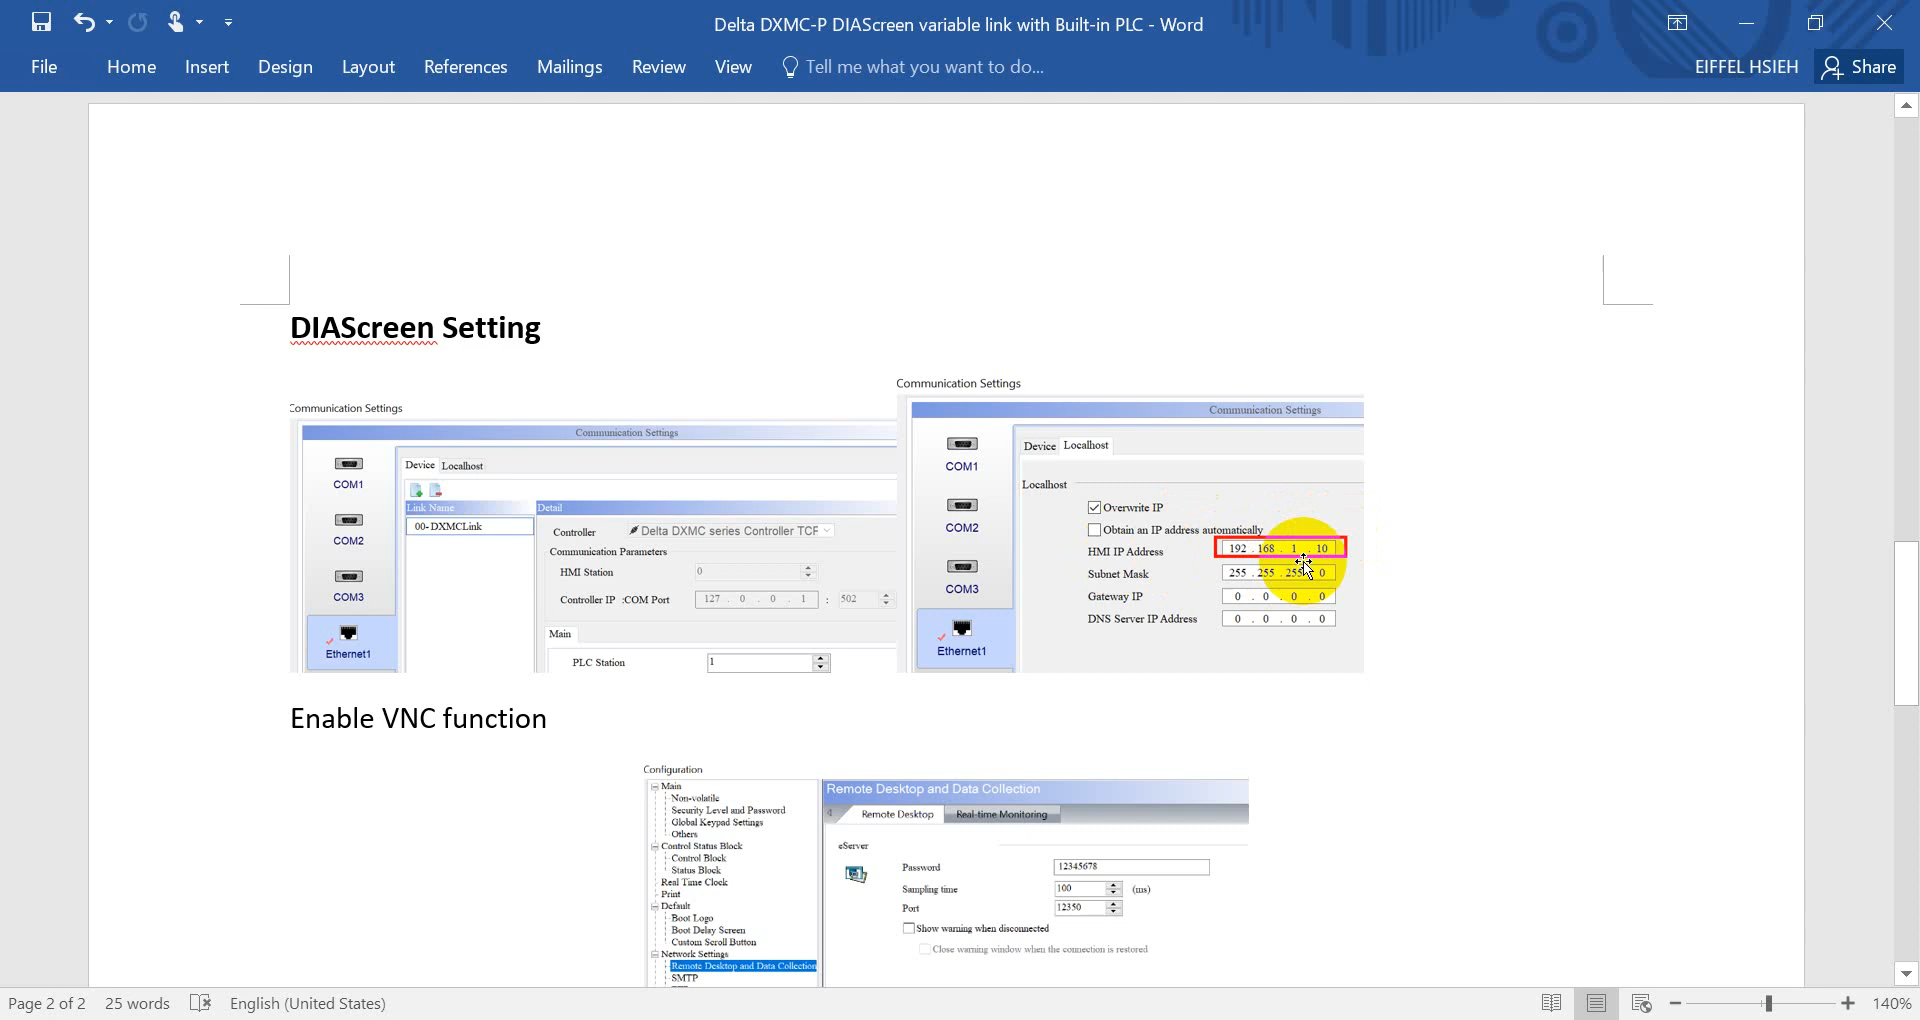 Delta DXMC-P DIAScreen variable link with Built-in PLC - Word
File Home Insert Design Layout References Mailings Review View Tell me what you want to do... EIFFEL HSIEH Share
DIAScreen Setting
Communication Settings
Communication Settings
COM1
COM2
COM3
Ethernet1
Device Localhost
Link Name
00-DXMCLink
Detail
Controller Delta DXMC series Controller TCP
Communication Parameters
HMI Station 0
Controller IP :COM Port 127 . 0 . 0 . 1 : 502
Main
PLC Station 1
Communication Settings
Communication Settings
COM1
COM2
COM3
Ethernet1
Device Localhost
Localhost
Overwrite IP
Obtain an IP address automatically
HMI IP Address 192 . 168 . 1 . 10
Subnet Mask 255 . 255 . 255 . 0
Gateway IP 0 . 0 . 0 . 0
DNS Server IP Address 0 . 0 . 0 . 0
Enable VNC function
Configuration
Main
Non-volatile
Security Level and Password
Global Keypad Settings
Others
Control Status Block
Control Block
Status Block
Real Time Clock
Print
Default
Boot Logo
Boot Delay Screen
Custom Scroll Button
Network Settings
Remote Desktop and Data Collection
SMTP
Remote Desktop and Data Collection
Remote Desktop Real-time Monitoring
eServer
Password 12345678
Sampling time 100 (ms)
Port 12350
Show warning when disconnected
Close warning window when the connection is restored
Page 2 of 2 25 words English (United States) 140%